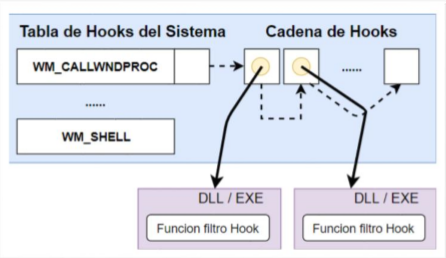 Tabla de Hooks del Sistema
Cadena de Hooks
WM_CALLWNDPROC
......
......
WM_SHELL
DLL / EXE
DLL / EXE
Funcion filtro Hook
Funcion filtro Hook